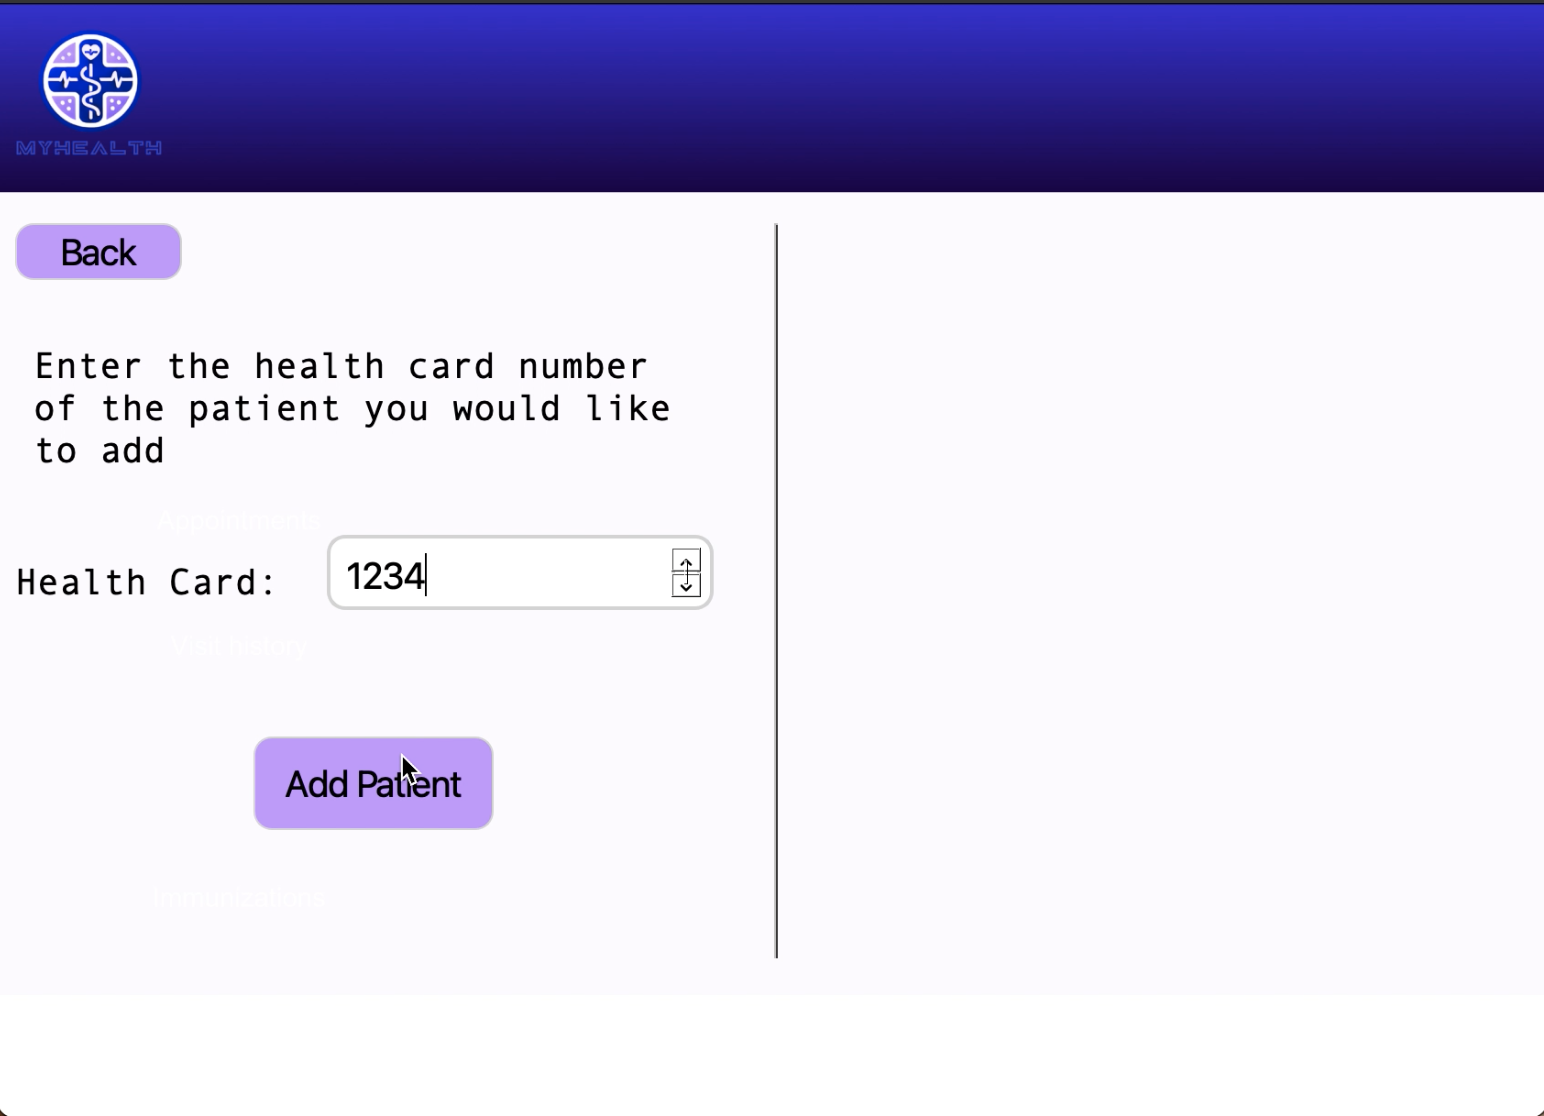 MYHEALTH
Back
Enter the health card number
of the patient you would like
to add
Appointments
Health Card:
1234
Visit history
Add Patient
Immunizations